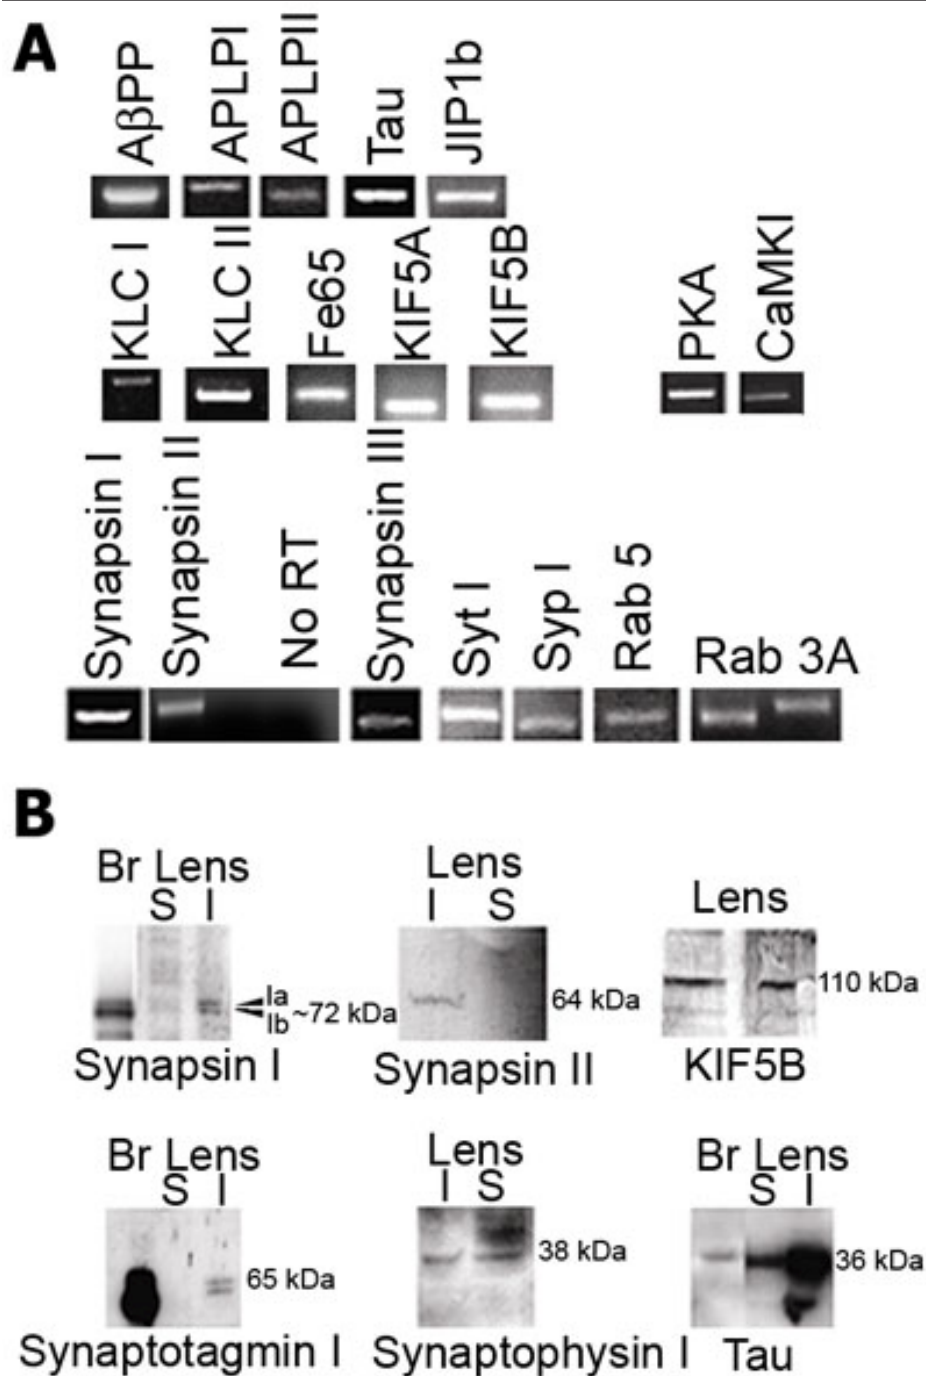 A
AβPP APLPI APLPII Tau JIP1b
KLC I KLC II Fe65 KIF5A KIF5B PKA CaMKI
Synapsin I Synapsin II No RT Synapsin III Syt I Syp I Rab 5 Rab 3A
B
Br Lens Lens Lens
S I I S
Ia
Ib ~72 kDa 64 kDa 110 kDa
Synapsin I Synapsin II KIF5B
Br Lens Lens Br Lens
S I I S S I
65 kDa 38 kDa 36 kDa
Synaptotagmin I Synaptophysin I Tau